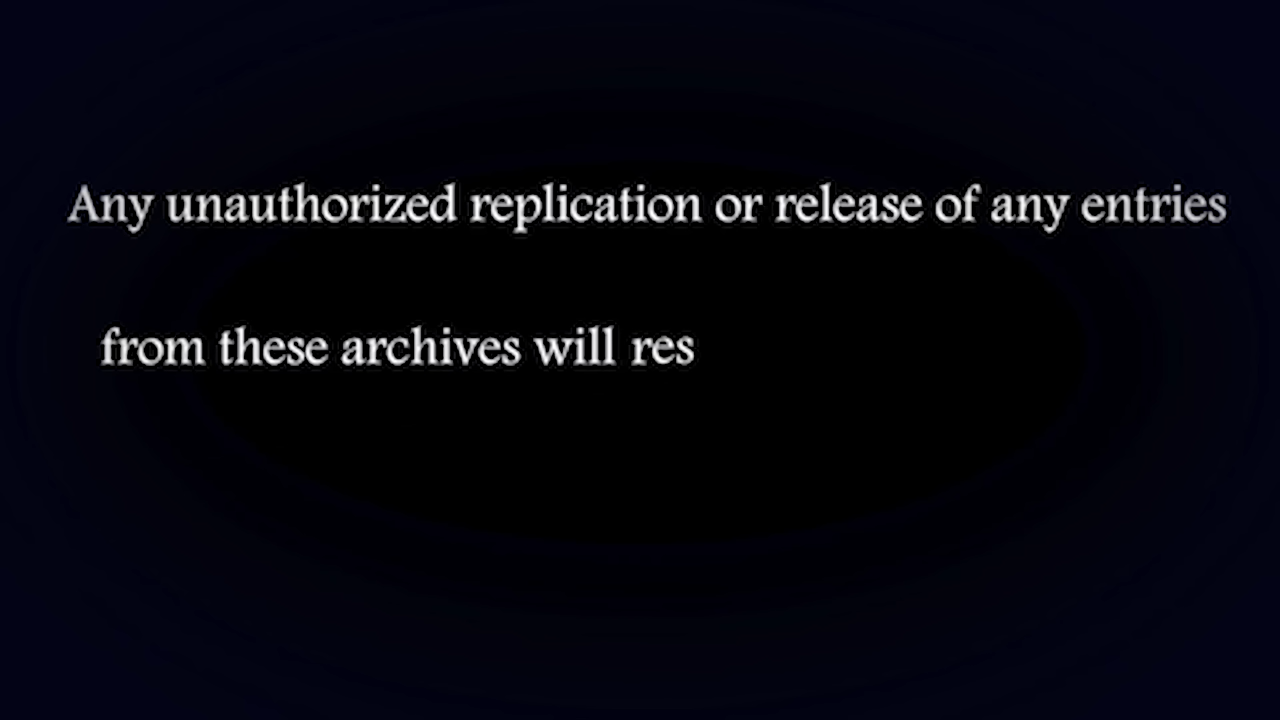 Any unauthorized replication or release of any entries
from these archives will res